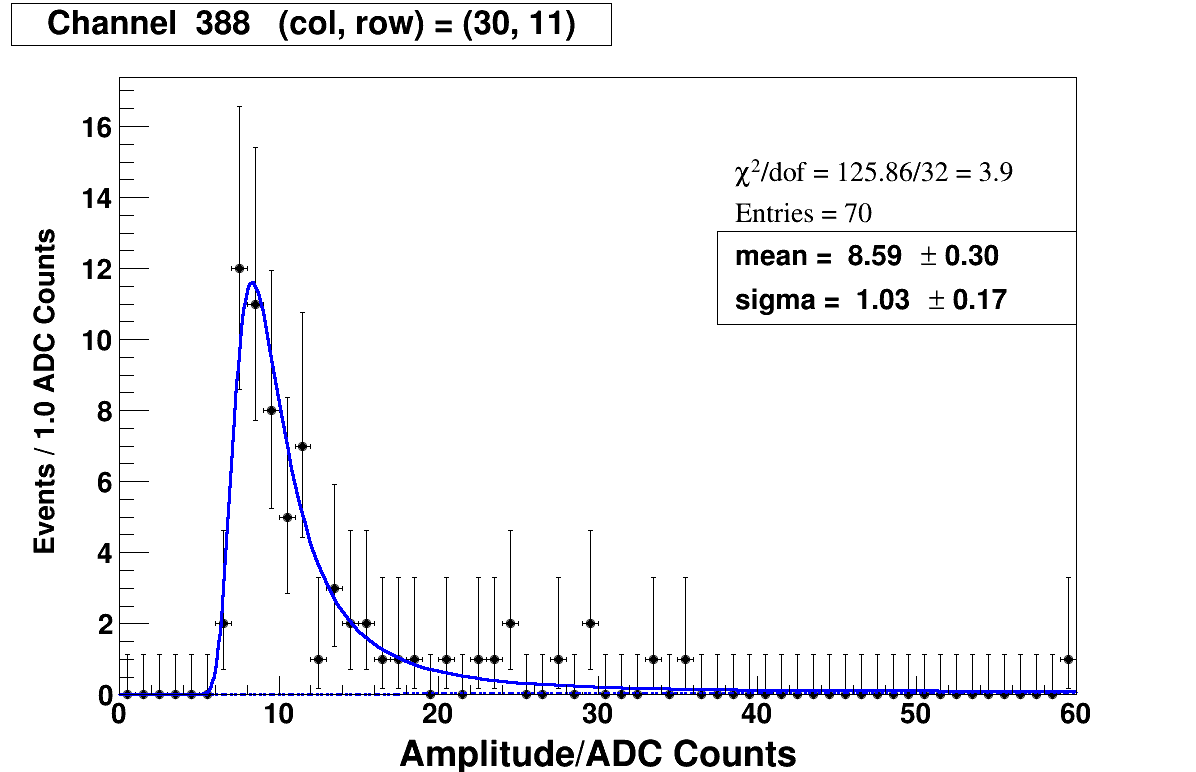 Channel 388 (col, row) = (30, 11)
χ²/dof = 125.86/32 = 3.9
Entries = 70
mean = 8.59 ± 0.30
sigma = 1.03 ± 0.17
Events / 1.0 ADC Counts
16
14
12
10
8
6
4
2
0
0 10 20 30 40 50 60
Amplitude/ADC Counts